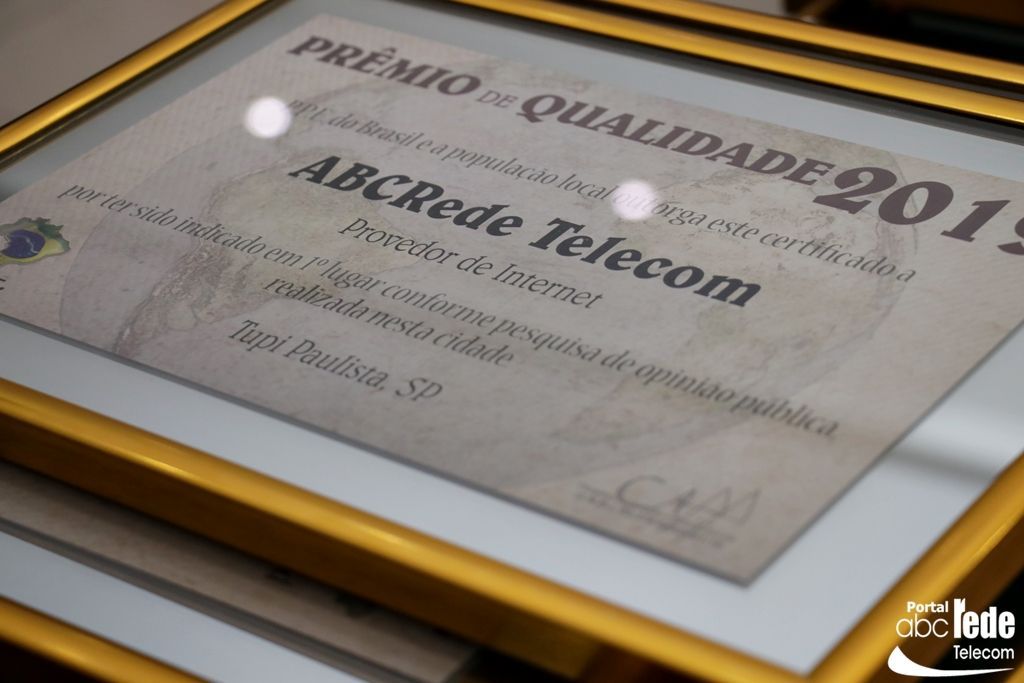 PRÊMIO DE QUALIDADE 2019
do Brasil e a população local outorga este certificado a
ABCRede Telecom
Provedor de Internet
por ter sido indicado em 1º lugar conforme pesquisa de opinião pública,
realizada nesta cidade
Tupi Paulista, SP
Portal
abc rede
Telecom